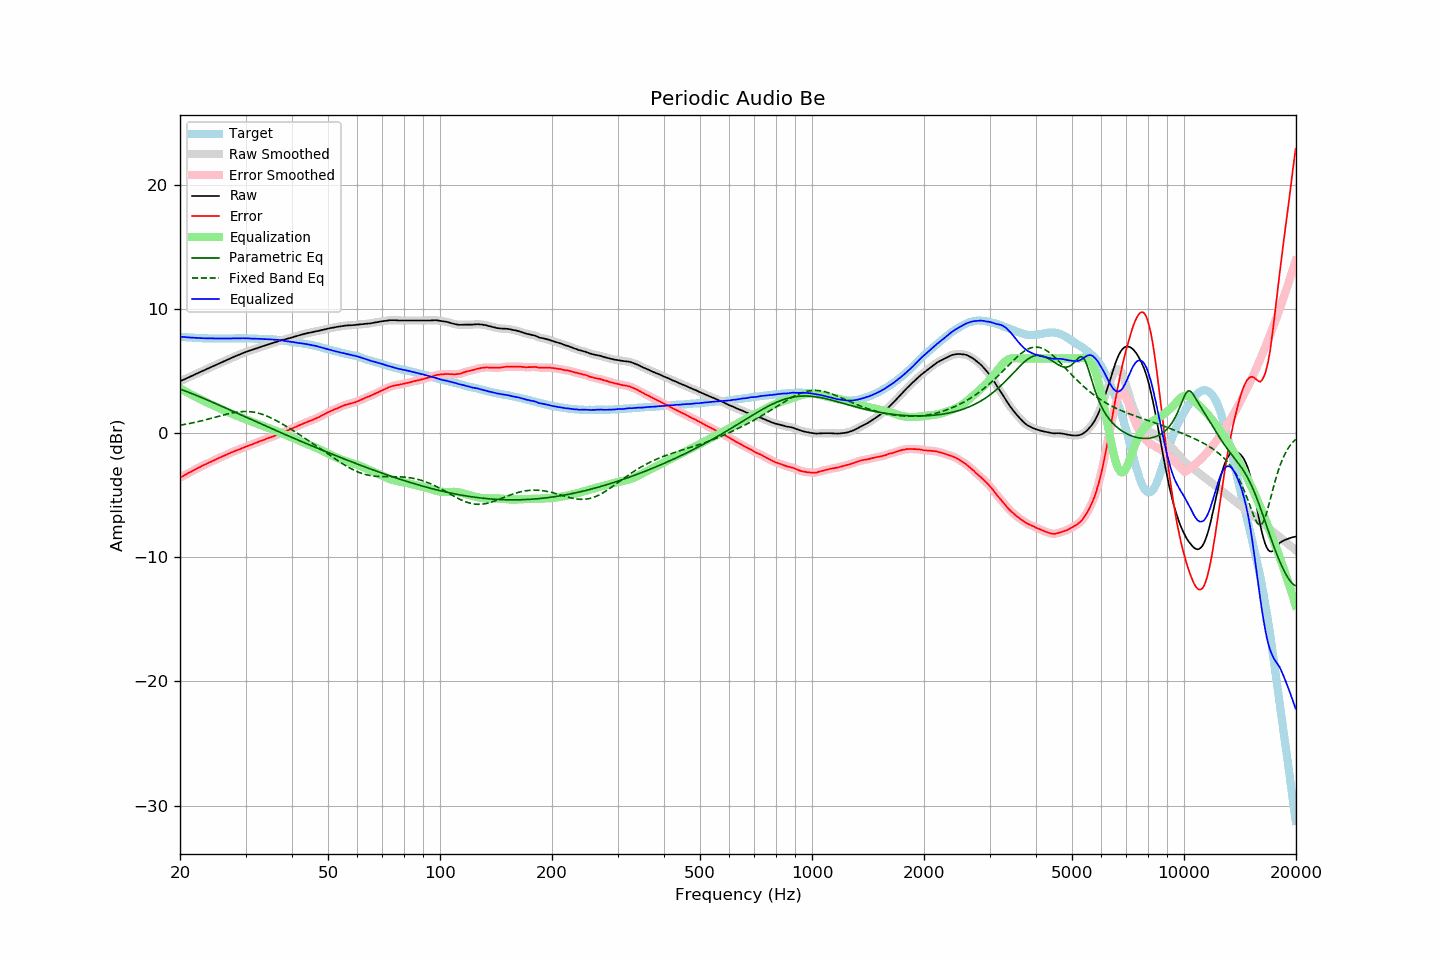 Periodic Audio Be
Target
Raw Smoothed
Error Smoothed
Raw
Error
Equalization
Parametric Eq
Fixed Band Eq
Equalized
20
10
0
−10
−20
−30
Amplitude (dBr)
20 50 100 200 500 1000 2000 5000 10000 20000
Frequency (Hz)